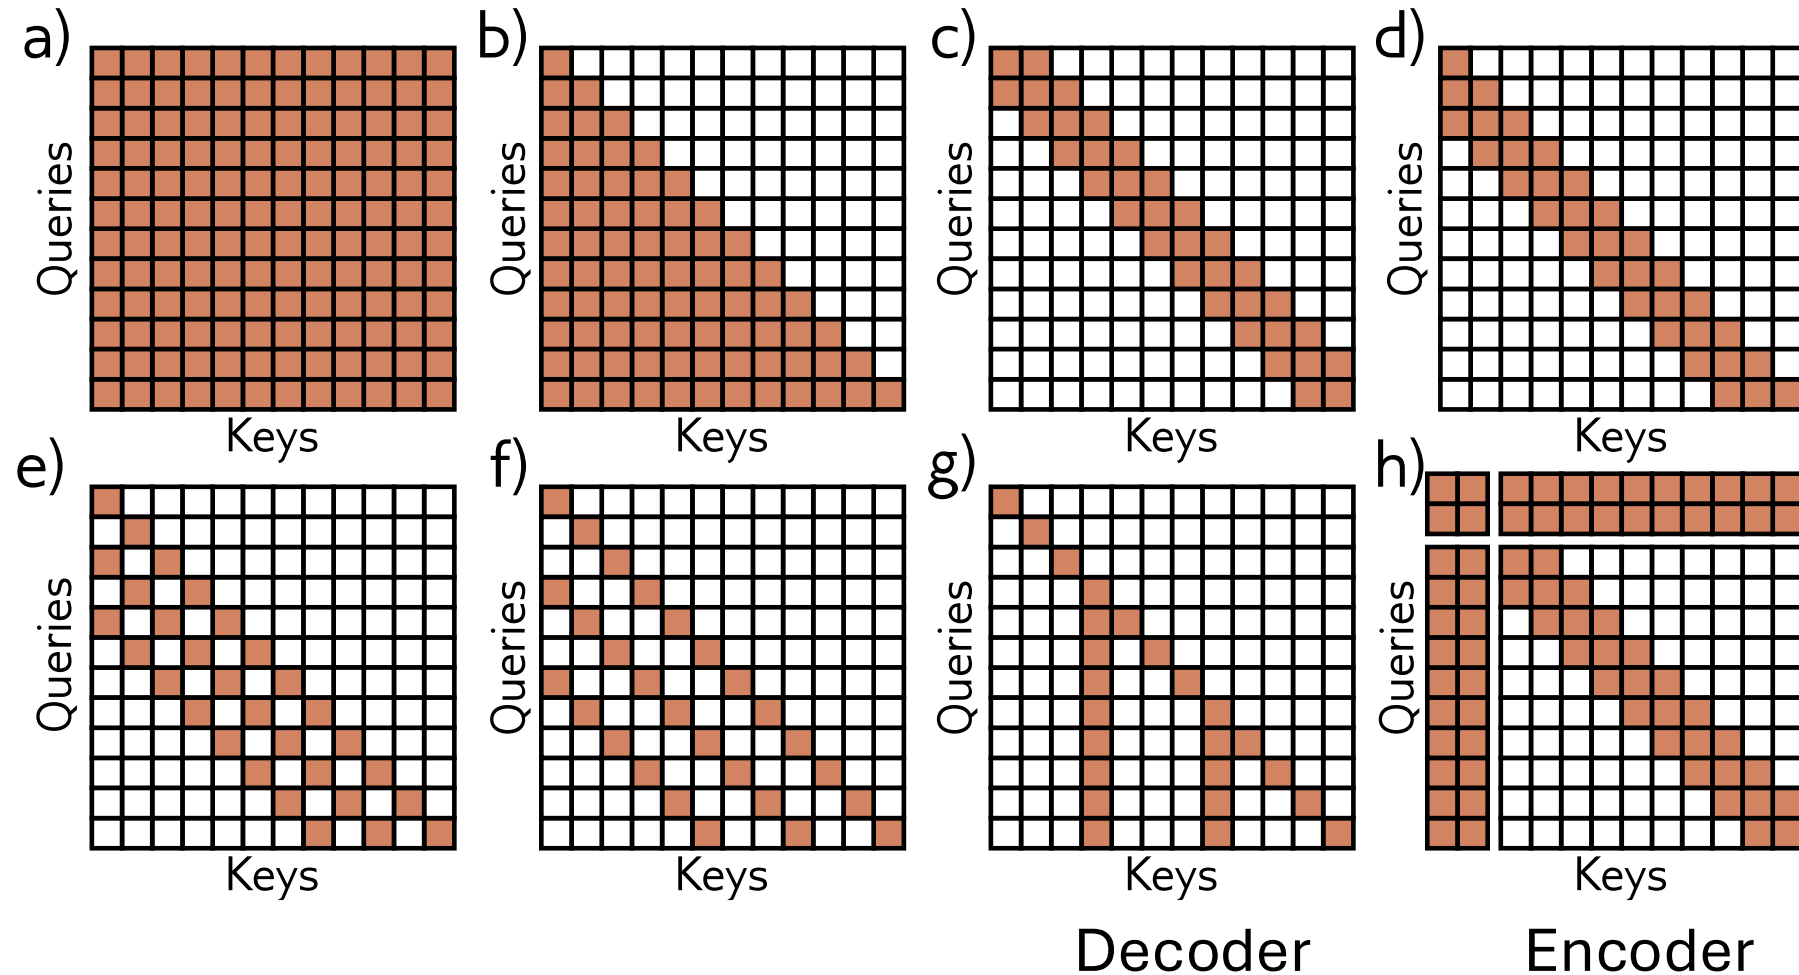 a)
b)
c)
d)
Queries
Queries
Queries
Queries
Keys
Keys
Keys
Keys
e)
f)
g)
h)
Queries
Queries
Queries
Queries
Keys
Keys
Keys
Keys
Decoder
Encoder